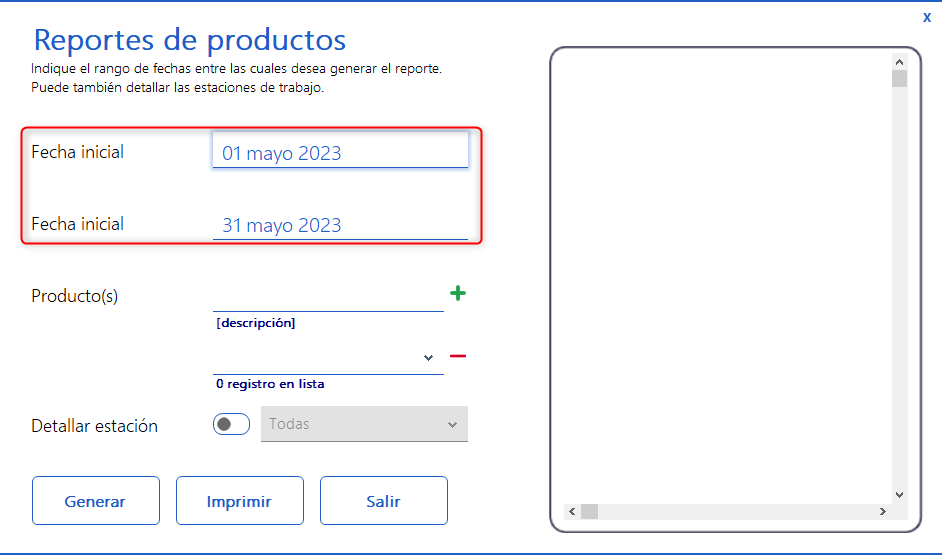 x
Reportes de productos
Indique el rango de fechas entre las cuales desea generar el reporte.
Puede también detallar las estaciones de trabajo.
Fecha inicial 01 mayo 2023
Fecha inicial 31 mayo 2023
Producto(s)
[descripción]
0 registro en lista
Detallar estación Todas
Generar Imprimir Salir